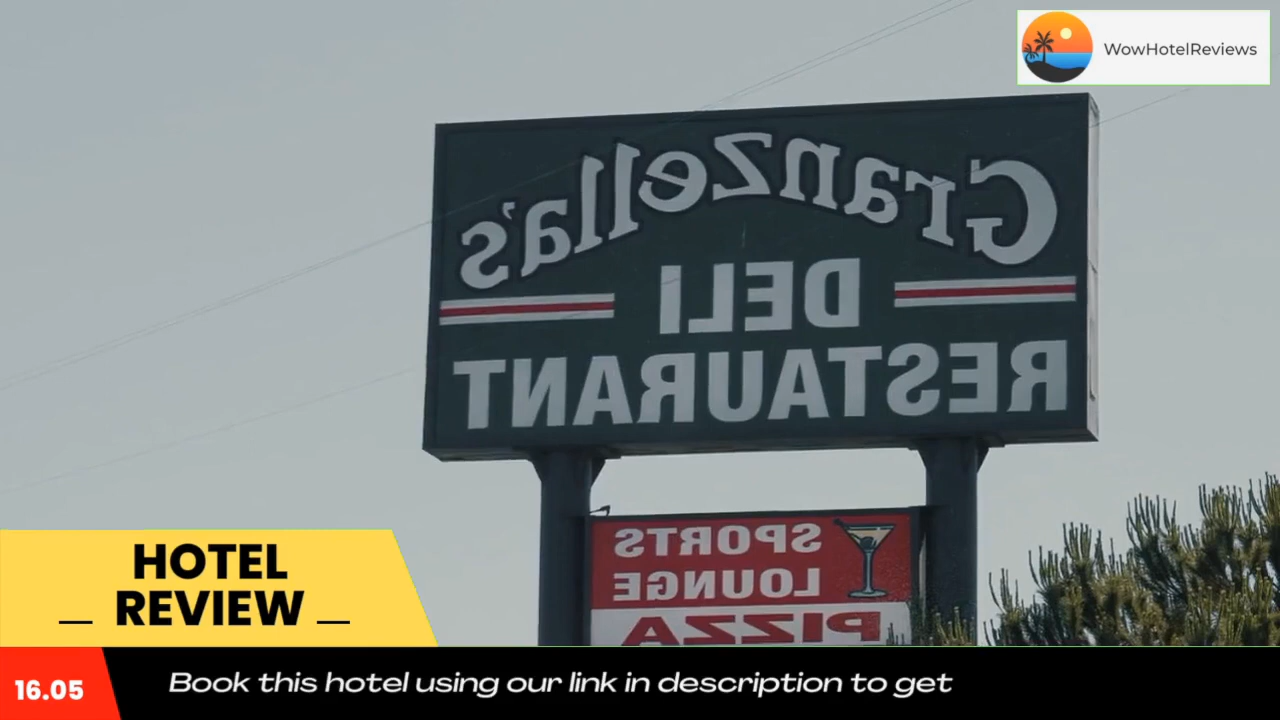 WowHotelReviews
Granzella's
DELI
RESTAURANT
SPORTS
LOUNGE
PIZZA
HOTEL
REVIEW
16.05
Book this hotel using our link in description to get